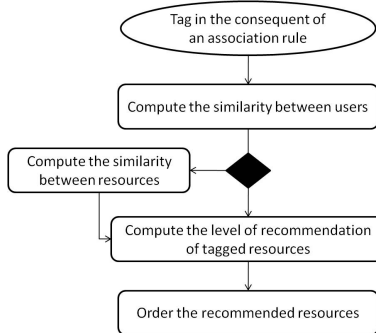 Tag in the consequent of
an association rule
Compute the similarity between users
Compute the similarity
between resources
Compute the level of recommendation
of tagged resources
Order the recommended resources